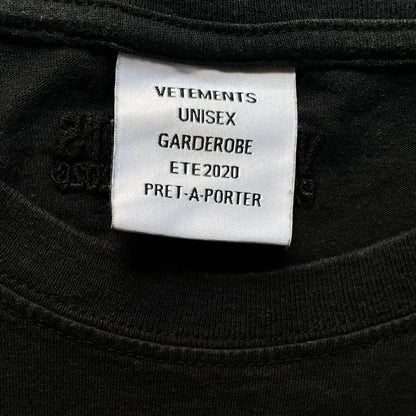 VETEMENTS
UNISEX
GARDEROBE
ETE2020
PRET-A-PORTER